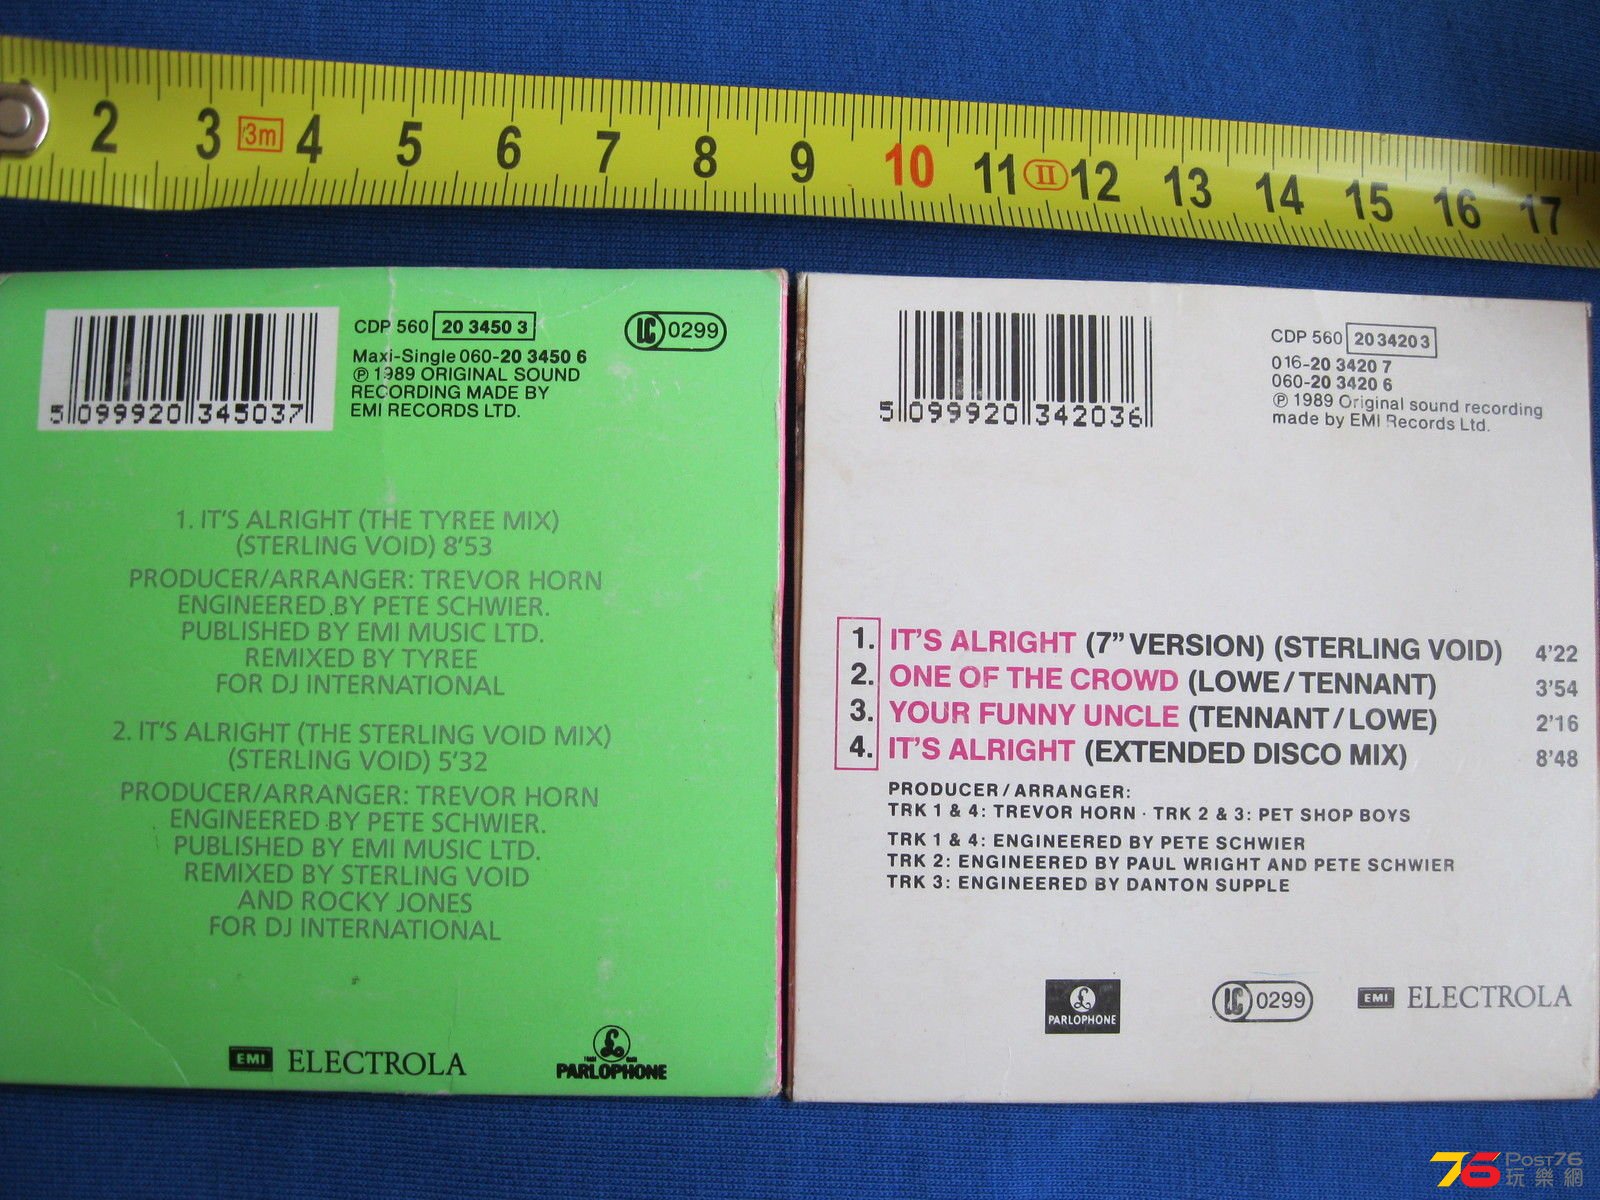 2 3 3m 4 5 6 7 8 9 10 11 II 12 13 14 15 16 17
5 099920 345037
CDP 560 20 3450 3
Maxi-Single 060-20 3450 6
℗ 1989 ORIGINAL SOUND
RECORDING MADE BY
EMI RECORDS LTD.
LC 0299
1. IT'S ALRIGHT (THE TYREE MIX)
(STERLING VOID) 8'53
PRODUCER/ARRANGER: TREVOR HORN
ENGINEERED BY PETE SCHWIER.
PUBLISHED BY EMI MUSIC LTD.
REMIXED BY TYREE
FOR DJ INTERNATIONAL
2. IT'S ALRIGHT (THE STERLING VOID MIX)
(STERLING VOID) 5'32
PRODUCER/ARRANGER: TREVOR HORN
ENGINEERED BY PETE SCHWIER.
PUBLISHED BY EMI MUSIC LTD.
REMIXED BY STERLING VOID
AND ROCKY JONES
FOR DJ INTERNATIONAL
EMI ELECTROLA
£
PARLOPHONE
5 099920 342036
CDP 560 20 3420 3
016-20 3420 7
060-20 3420 6
℗ 1989 Original sound recording
made by EMI Records Ltd.
1. IT'S ALRIGHT (7" VERSION) (STERLING VOID) 4'22
2. ONE OF THE CROWD (LOWE/TENNANT) 3'54
3. YOUR FUNNY UNCLE (TENNANT/LOWE) 2'16
4. IT'S ALRIGHT (EXTENDED DISCO MIX) 8'48
PRODUCER/ARRANGER:
TRK 1 & 4: TREVOR HORN · TRK 2 & 3: PET SHOP BOYS
TRK 1 & 4: ENGINEERED BY PETE SCHWIER
TRK 2: ENGINEERED BY PAUL WRIGHT AND PETE SCHWIER
TRK 3: ENGINEERED BY DANTON SUPPLE
£
PARLOPHONE
LC 0299
EMI ELECTROLA
76 POST76
玩樂網